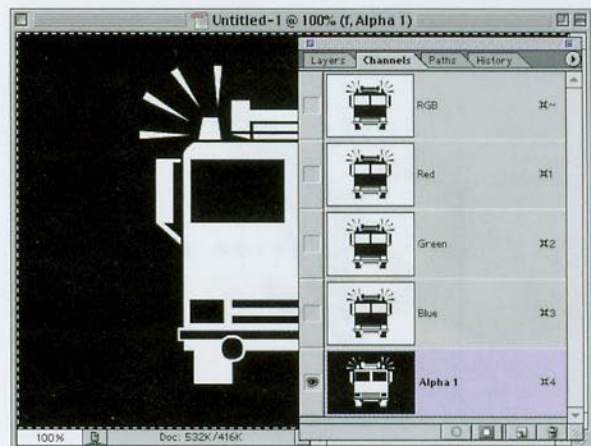 Untitled-1 @ 100% (f, Alpha 1)
Layers Channels Paths History
RGB ⌘~
Red ⌘1
Green ⌘2
Blue ⌘3
Alpha 1 ⌘4
100% Doc: 532K/416K